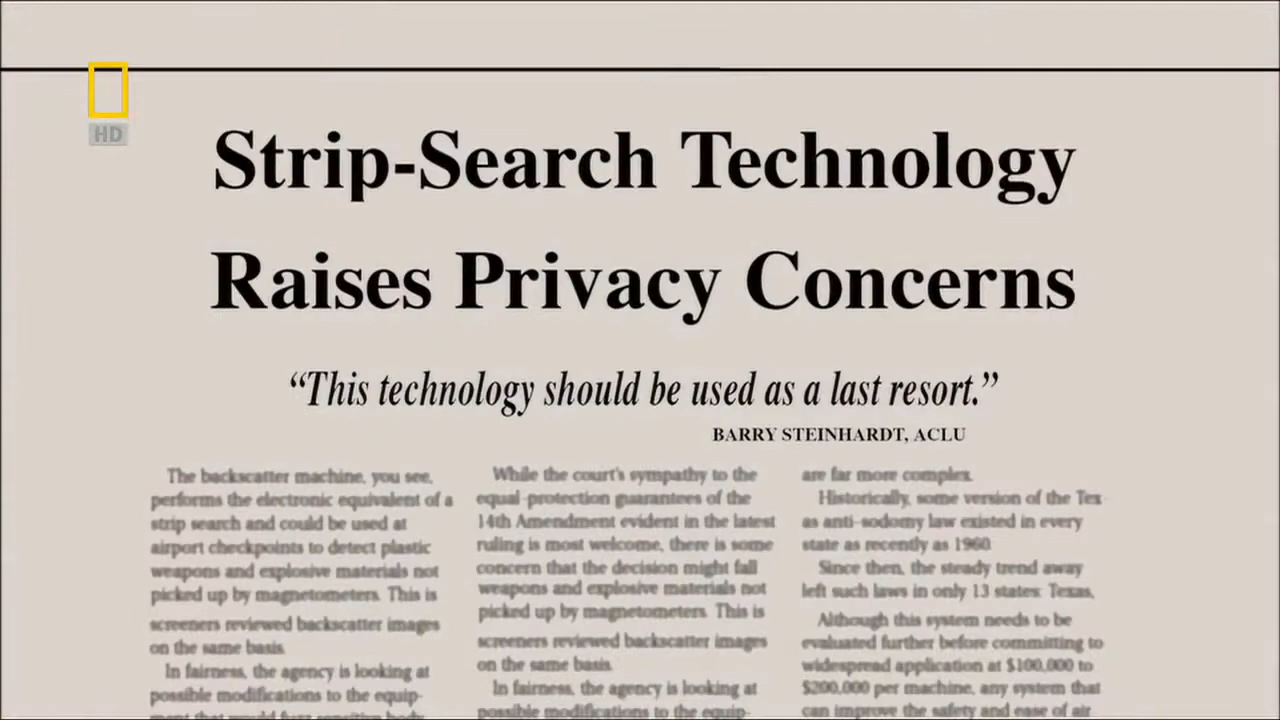 HD
Strip-Search Technology
Raises Privacy Concerns
“This technology should be used as a last resort.”
BARRY STEINHARDT, ACLU
The backscatter machine, you see,
performs the electronic equivalent of a
strip search and could be used at
airport checkpoints to detect plastic
weapons and explosive materials not
picked up by magnetometers. This is
screeners reviewed backscatter images
on the same basis.
In fairness, the agency is looking at
possible modifications to the equip-
ment that would fuzz sensitive body
While the court's sympathy to the
equal-protection guarantees of the
14th Amendment evident in the latest
ruling is most welcome, there is some
concern that the decision might fall
weapons and explosive materials not
picked up by magnetometers. This is
screeners reviewed backscatter images
on the same basis.
In fairness, the agency is looking at
possible modifications to the equip-
are far more complex.
Historically, some version of the Tex-
as anti-sodomy law existed in every
state as recently as 1960.
Since then, the steady trend away
left such laws in only 13 states: Texas,
Although this system needs to be
evaluated further before committing to
widespread application at $100,000 to
$200,000 per machine, any system that
can improve the safety and ease of air